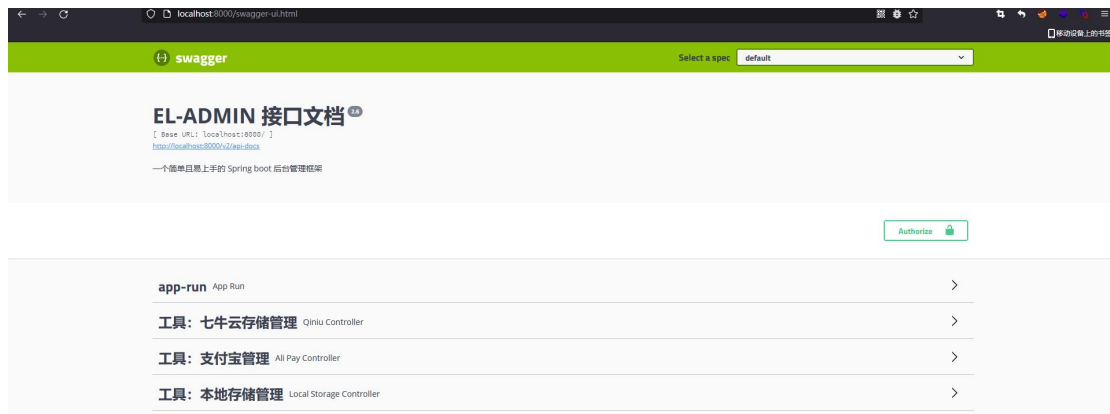 localhost:8000/swagger-ui.html
移动设备上的书签
{··} swagger
Select a spec default
EL-ADMIN 接口文档 2.6
[ Base URL: localhost:8000/ ]
http://localhost:8000/v2/api-docs
一个简单且易上手的 Spring boot 后台管理框架
Authorize
app-run App Run
工具：七牛云存储管理 Qiniu Controller
工具：支付宝管理 Ali Pay Controller
工具：本地存储管理 Local Storage Controller